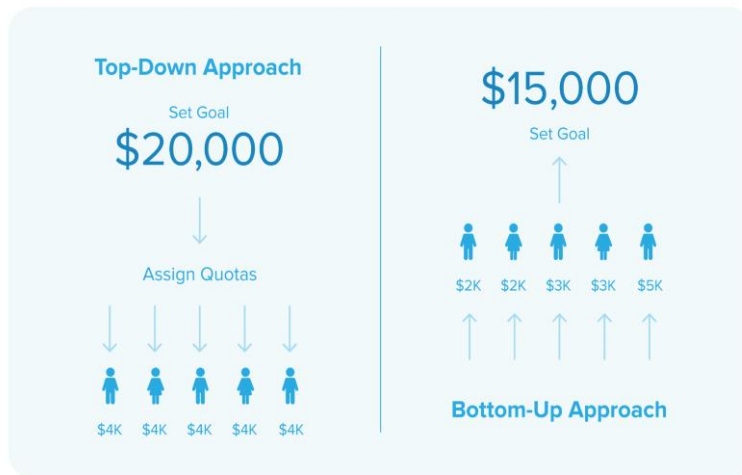 Top-Down Approach
Set Goal
$20,000
Assign Quotas
$4K $4K $4K $4K $4K
$15,000
Set Goal
$2K $2K $3K $3K $5K
Bottom-Up Approach